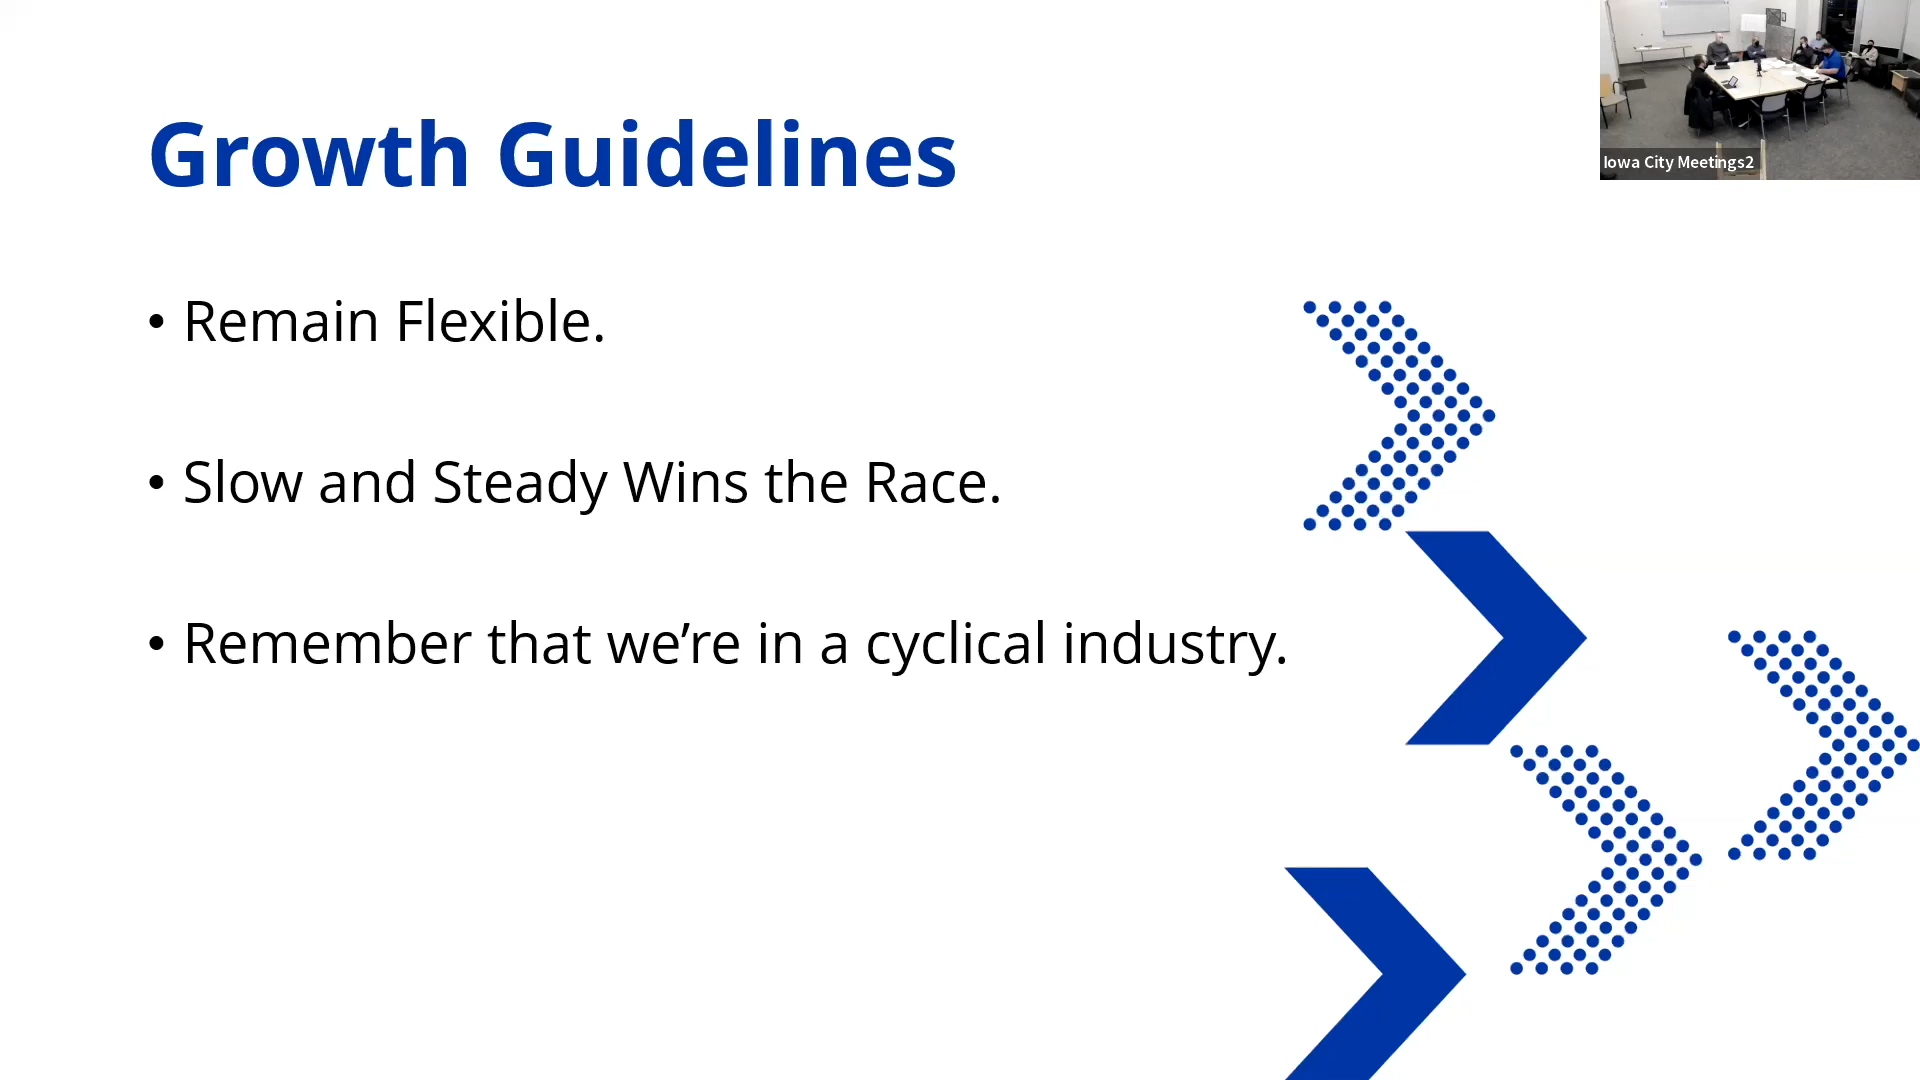 Growth Guidelines
• Remain Flexible.
• Slow and Steady Wins the Race.
• Remember that we’re in a cyclical industry.
Iowa City Meetings2